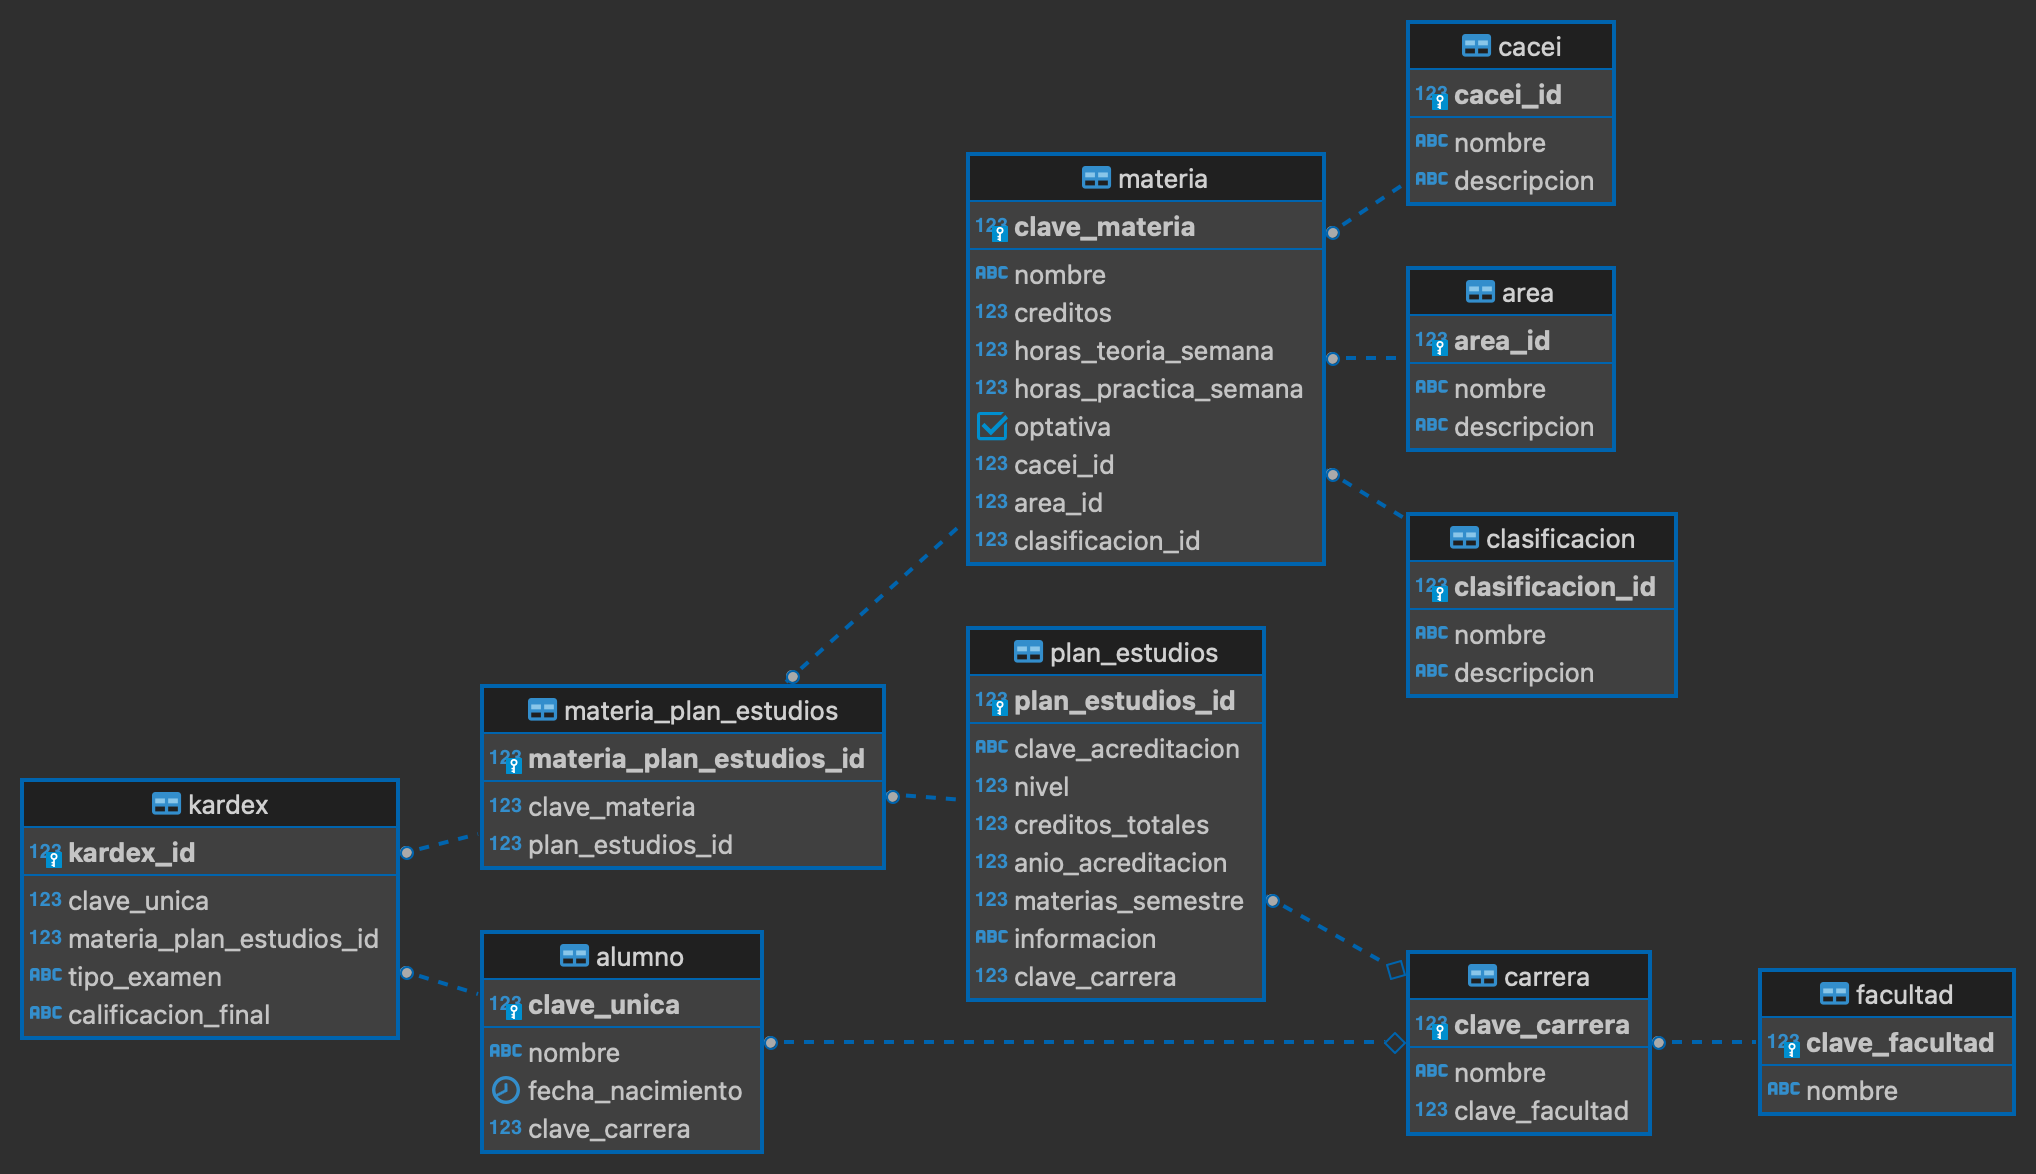 cacei
123 cacei_id
ABC nombre
ABC descripcion
materia
123 clave_materia
ABC nombre
123 creditos
123 horas_teoria_semana
123 horas_practica_semana
optativa
123 cacei_id
123 area_id
123 clasificacion_id
area
123 area_id
ABC nombre
ABC descripcion
clasificacion
123 clasificacion_id
ABC nombre
ABC descripcion
plan_estudios
123 plan_estudios_id
ABC clave_acreditacion
123 nivel
123 creditos_totales
123 anio_acreditacion
123 materias_semestre
ABC informacion
123 clave_carrera
materia_plan_estudios
123 materia_plan_estudios_id
123 clave_materia
123 plan_estudios_id
kardex
123 kardex_id
123 clave_unica
123 materia_plan_estudios_id
ABC tipo_examen
ABC calificacion_final
alumno
123 clave_unica
ABC nombre
fecha_nacimiento
123 clave_carrera
carrera
123 clave_carrera
ABC nombre
123 clave_facultad
facultad
123 clave_facultad
ABC nombre